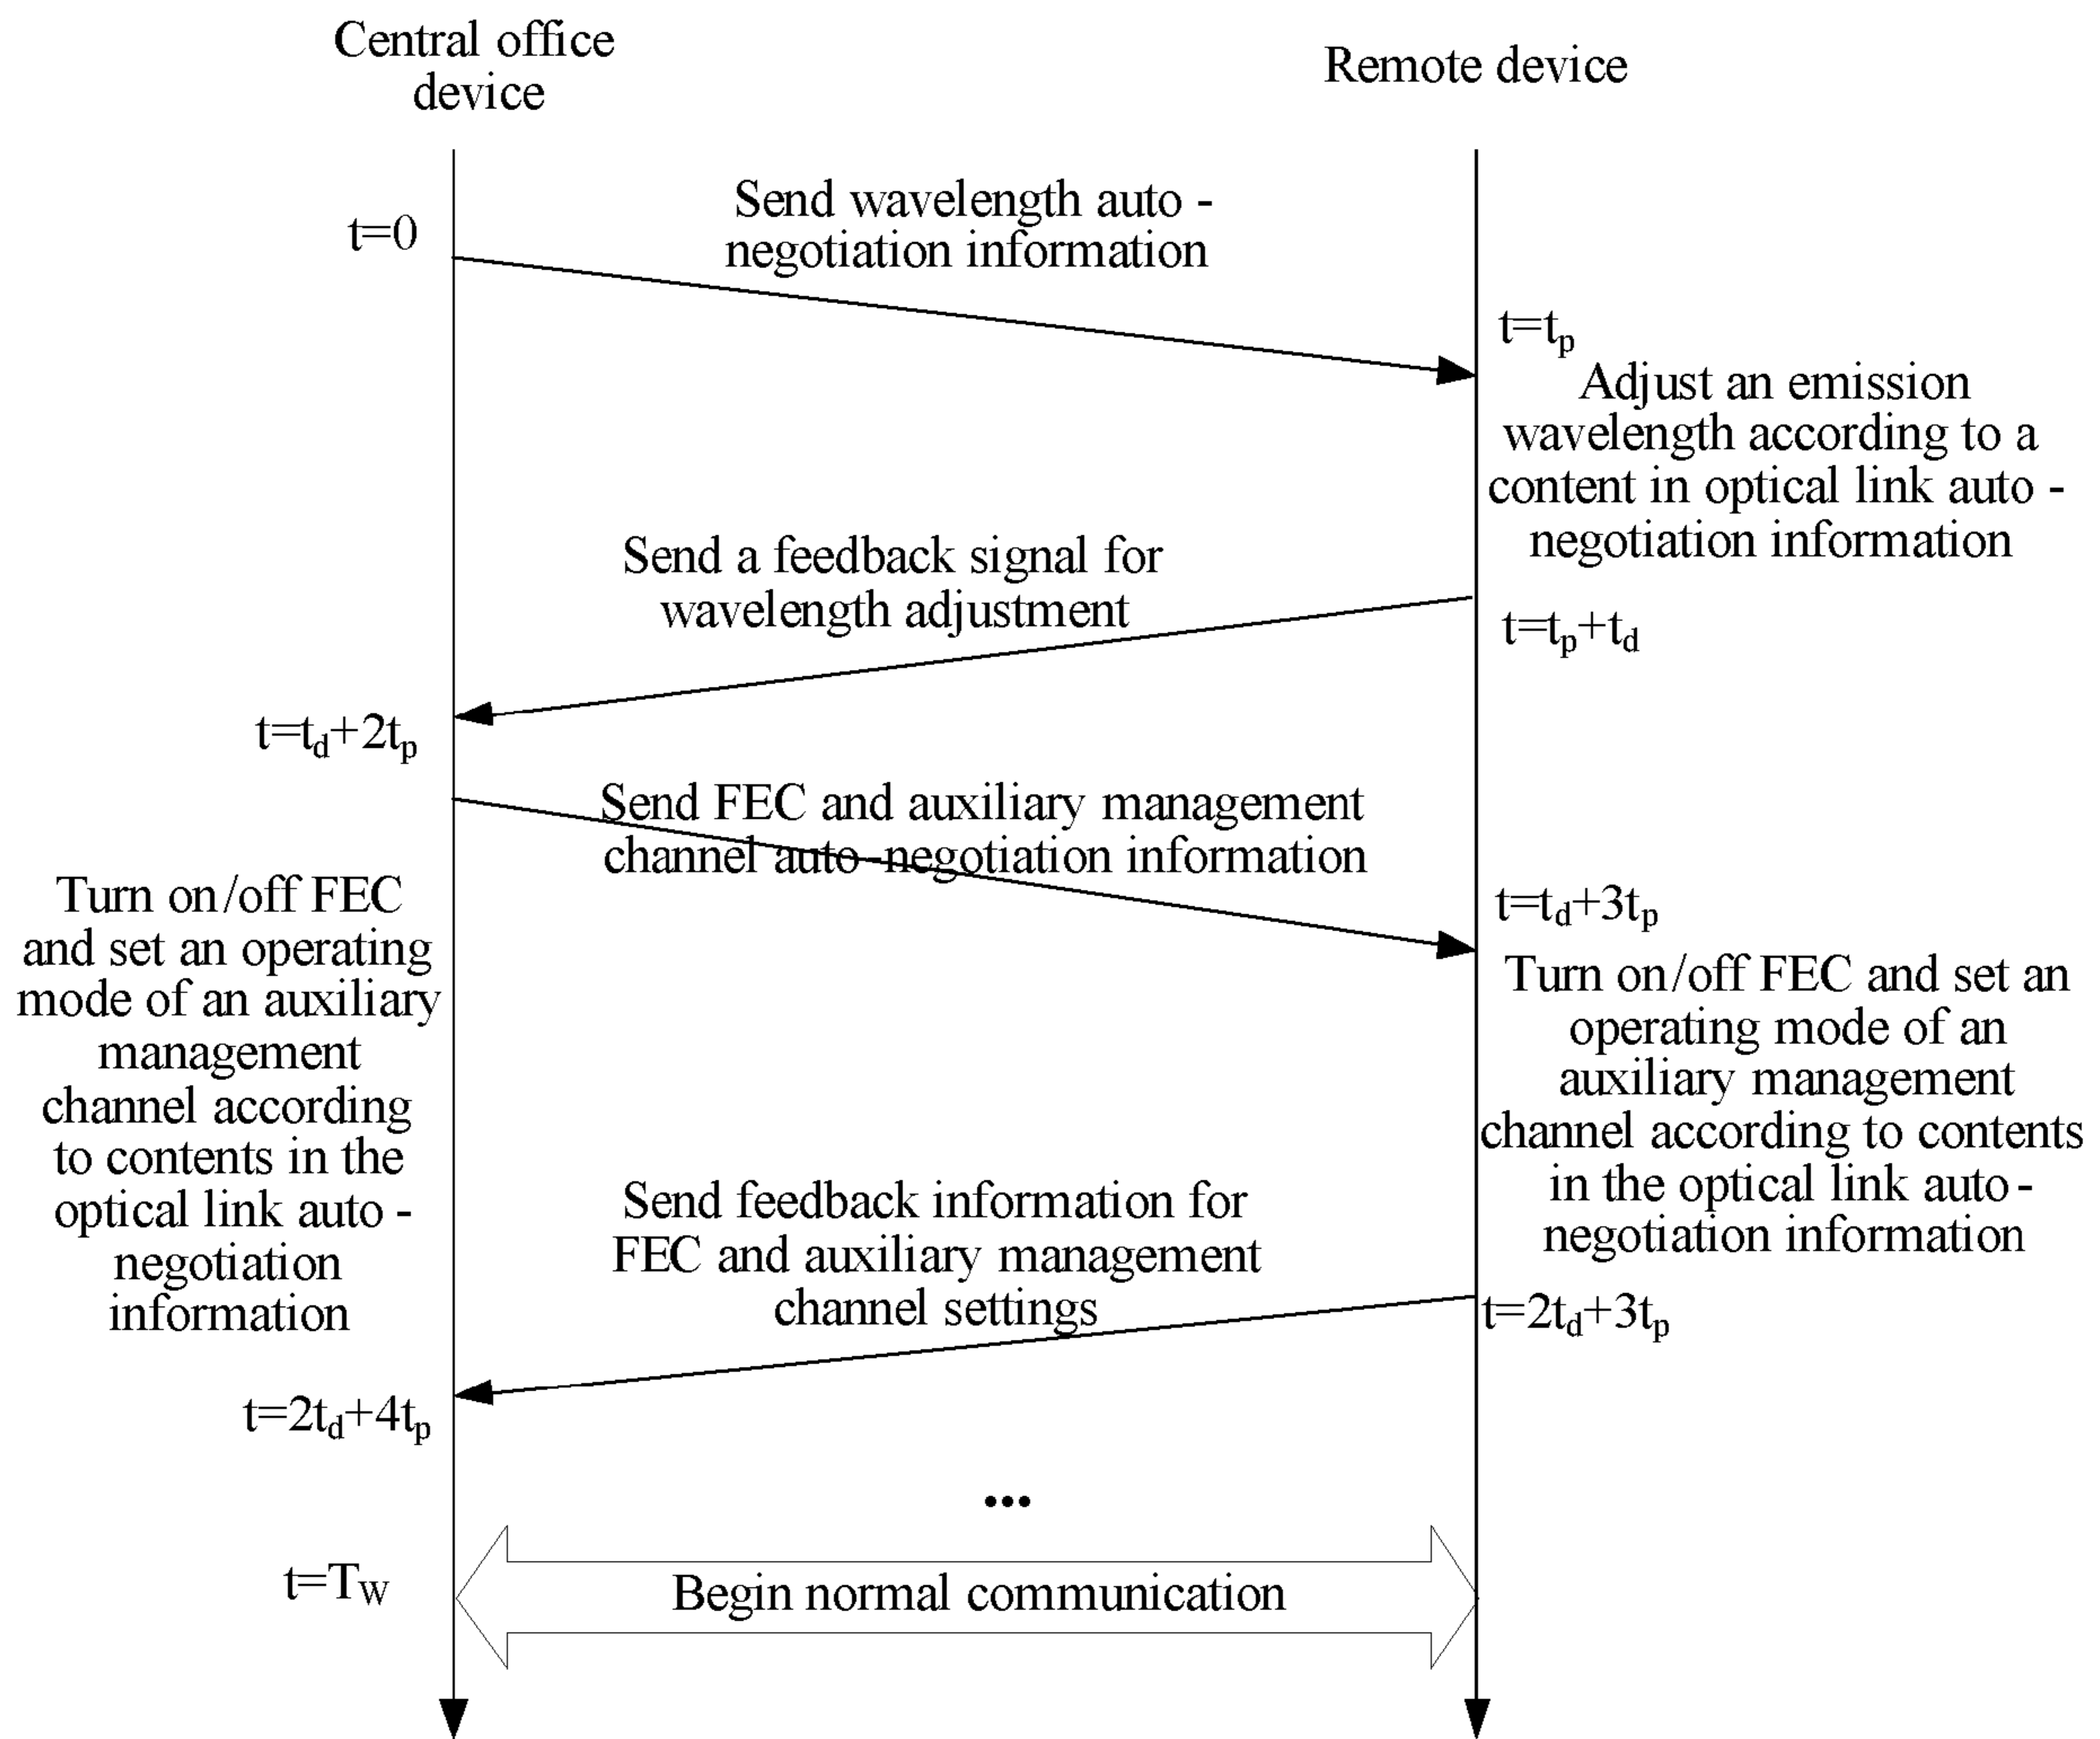 Central office
device
Remote device
Send wavelength auto -
negotiation information
t=0
t=tp
Adjust an emission
wavelength according to a
content in optical link auto -
negotiation information
Send a feedback signal for
wavelength adjustment
t=tp+td
t=td+2tp
Send FEC and auxiliary management
channel auto-negotiation information
Turn on/off FEC
and set an operating
mode of an auxiliary
management
channel according
to contents in the
optical link auto -
negotiation
information
t=td+3tp
Turn on/off FEC and set an
operating mode of an
auxiliary management
channel according to contents
in the optical link auto -
negotiation information
Send feedback information for
FEC and auxiliary management
channel settings
t=2td+3tp
t=2td+4tp
...
t=TW
Begin normal communication